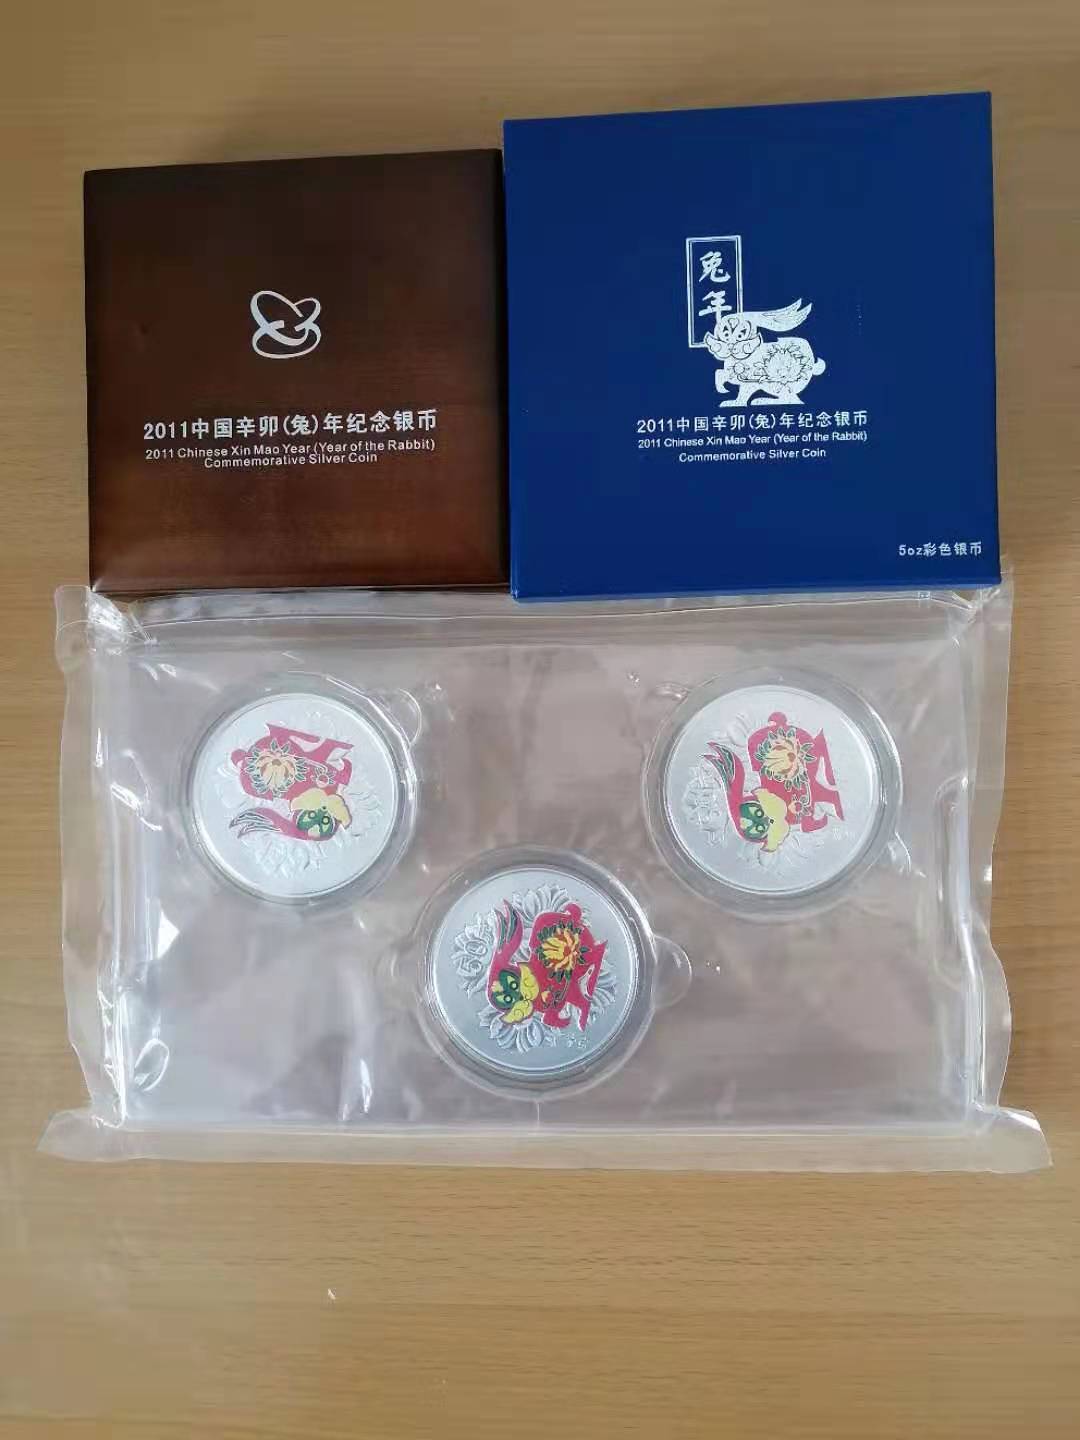 2011中国辛卯(兔)年纪念银币
2011 Chinese Xin Mao Year (Year of the Rabbit)
Commemorative Silver Coin
兔年
2011中国辛卯(兔)年纪念银币
2011 Chinese Xin Mao Year (Year of the Rabbit)
Commemorative Silver Coin
5oz彩色银币